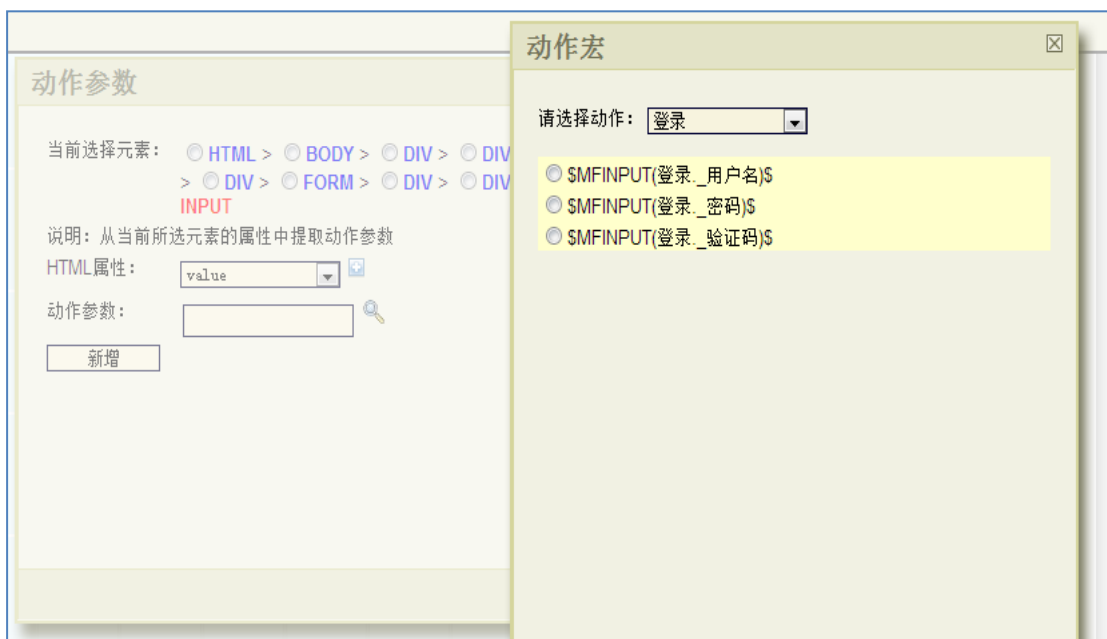 动作参数
当前选择元素： HTML > BODY > DIV > DIV
> DIV > FORM > DIV > DIV
INPUT
说明：从当前所选元素的属性中提取动作参数
HTML属性： value
动作参数：
新增
动作宏
请选择动作： 登录
$MFINPUT(登录._用户名)$
$MFINPUT(登录._密码)$
$MFINPUT(登录._验证码)$